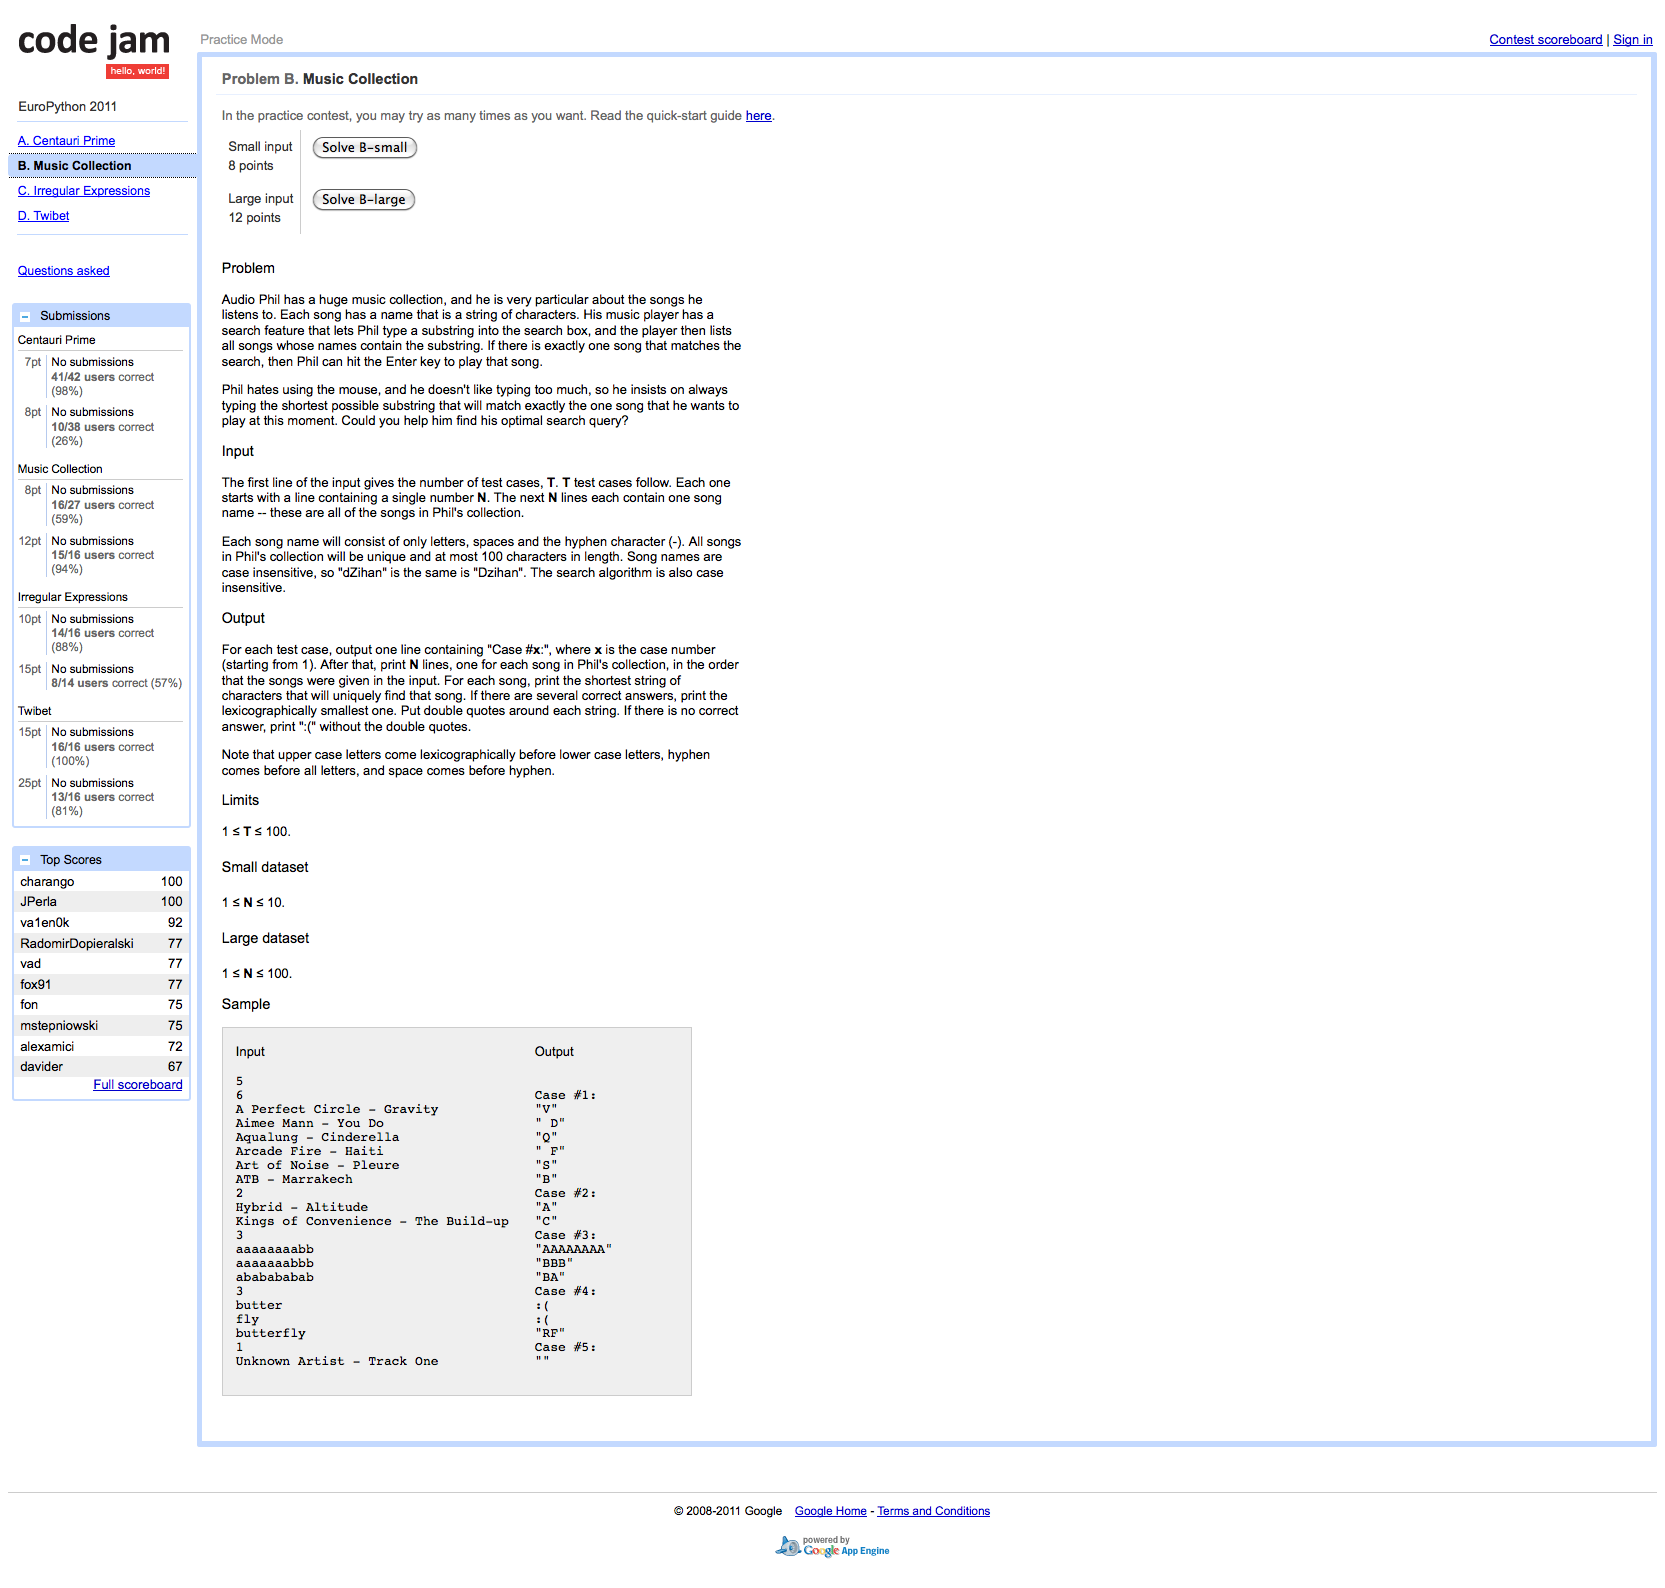 code jam
hello, world!
Practice Mode
Contest scoreboard | Sign in
EuroPython 2011
A. Centauri Prime
B. Music Collection
C. Irregular Expressions
D. Twibet
Questions asked
Submissions
Centauri Prime
7pt No submissions
41/42 users correct
(98%)
8pt No submissions
10/38 users correct
(26%)
Music Collection
8pt No submissions
16/27 users correct
(59%)
12pt No submissions
15/16 users correct
(94%)
Irregular Expressions
10pt No submissions
14/16 users correct
(88%)
15pt No submissions
8/14 users correct (57%)
Twibet
15pt No submissions
16/16 users correct
(100%)
25pt No submissions
13/16 users correct
(81%)
Top Scores
charango 100
JPerla 100
va1en0k 92
RadomirDopieralski 77
vad 77
fox91 77
fon 75
mstepniowski 75
alexamici 72
davider 67
Full scoreboard
Problem B. Music Collection
In the practice contest, you may try as many times as you want. Read the quick-start guide here.
Small input
8 points
Solve B-small
Large input
12 points
Solve B-large
Problem
Audio Phil has a huge music collection, and he is very particular about the songs he
listens to. Each song has a name that is a string of characters. His music player has a
search feature that lets Phil type a substring into the search box, and the player then lists
all songs whose names contain the substring. If there is exactly one song that matches the
search, then Phil can hit the Enter key to play that song.
Phil hates using the mouse, and he doesn't like typing too much, so he insists on always
typing the shortest possible substring that will match exactly the one song that he wants to
play at this moment. Could you help him find his optimal search query?
Input
The first line of the input gives the number of test cases, T. T test cases follow. Each one
starts with a line containing a single number N. The next N lines each contain one song
name -- these are all of the songs in Phil's collection.
Each song name will consist of only letters, spaces and the hyphen character (-). All songs
in Phil's collection will be unique and at most 100 characters in length. Song names are
case insensitive, so "dZihan" is the same is "Dzihan". The search algorithm is also case
insensitive.
Output
For each test case, output one line containing "Case #x:", where x is the case number
(starting from 1). After that, print N lines, one for each song in Phil's collection, in the order
that the songs were given in the input. For each song, print the shortest string of
characters that will uniquely find that song. If there are several correct answers, print the
lexicographically smallest one. Put double quotes around each string. If there is no correct
answer, print ":(" without the double quotes.
Note that upper case letters come lexicographically before lower case letters, hyphen
comes before all letters, and space comes before hyphen.
Limits
1 ≤ T ≤ 100.
Small dataset
1 ≤ N ≤ 10.
Large dataset
1 ≤ N ≤ 100.
Sample
Input Output
5
6 Case #1:
A Perfect Circle - Gravity "V"
Aimee Mann - You Do " D"
Aqualung - Cinderella "Q"
Arcade Fire - Haiti " F"
Art of Noise - Pleure "S"
ATB - Marrakech "B"
2 Case #2:
Hybrid - Altitude "A"
Kings of Convenience - The Build-up "C"
3 Case #3:
aaaaaaaabb "AAAAAAAA"
aaaaaaabbb "BBB"
ababababab "BA"
3 Case #4:
butter :(
fly :(
butterfly "RF"
1 Case #5:
Unknown Artist - Track One ""
© 2008-2011 Google Google Home - Terms and Conditions
powered by
Google App Engine